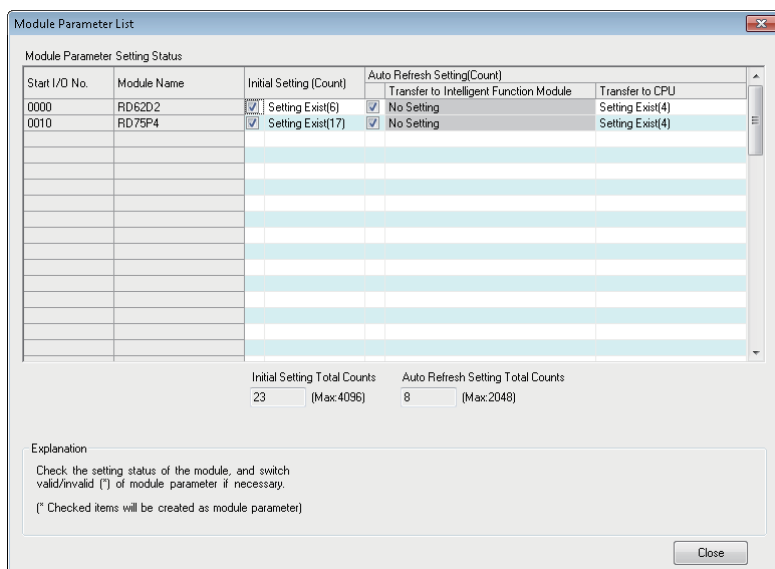 Module Parameter List
Module Parameter Setting Status
Start I/O No. Module Name Initial Setting (Count) Auto Refresh Setting(Count)
Transfer to Intelligent Function Module Transfer to CPU
0000 RD62D2 Setting Exist(6) No Setting Setting Exist(4)
0010 RD75P4 Setting Exist(17) No Setting Setting Exist(4)
Initial Setting Total Counts Auto Refresh Setting Total Counts
23 (Max:4096) 8 (Max:2048)
Explanation
Check the setting status of the module, and switch
valid/invalid (*) of module parameter if necessary.
(* Checked items will be created as module parameter)
Close